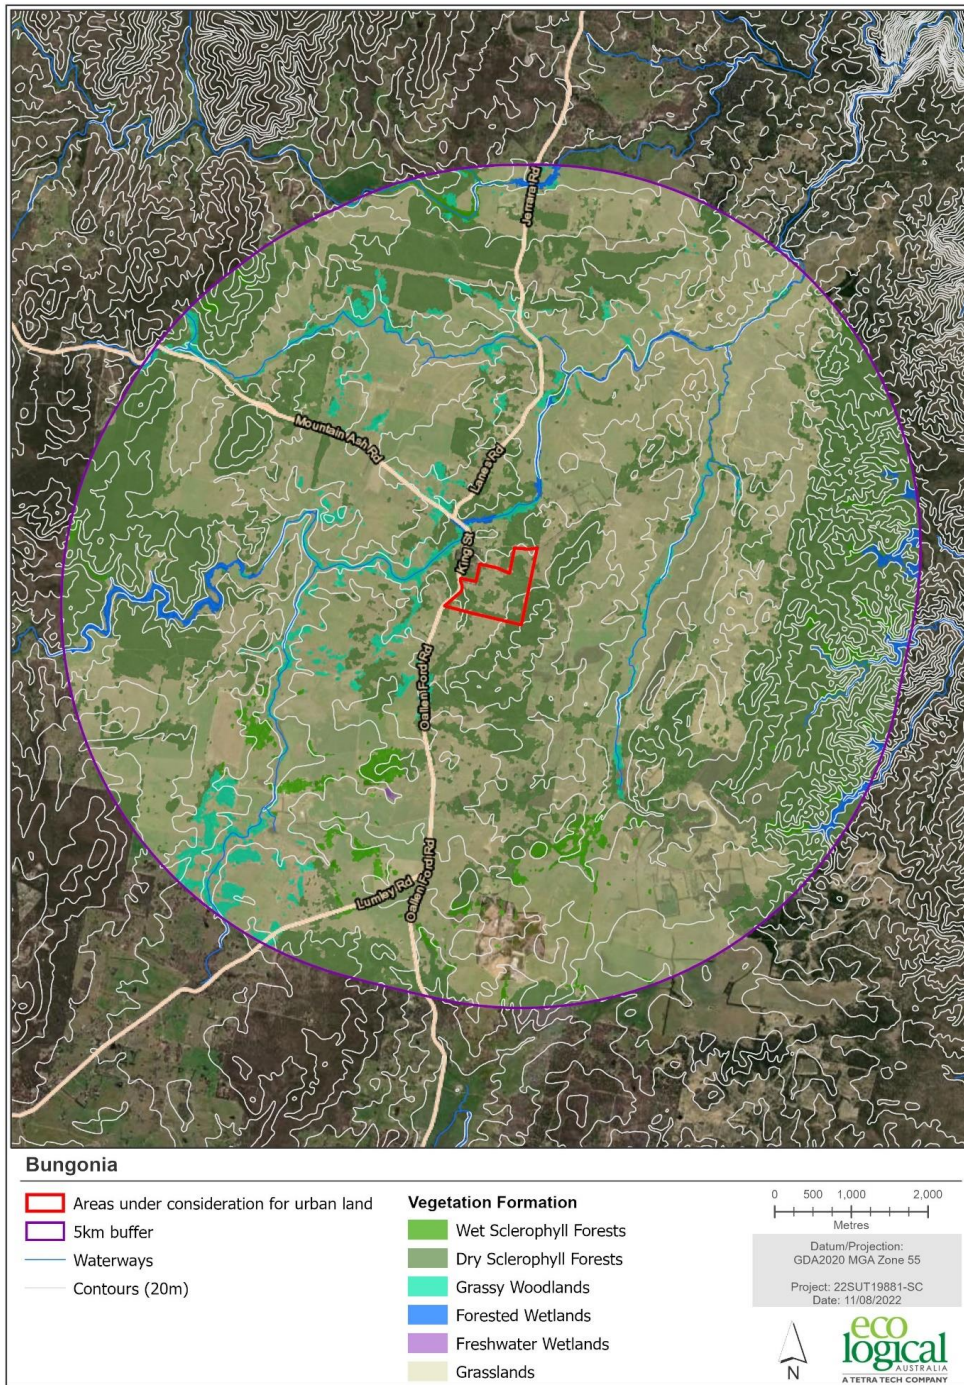 Jerrara Rd
Mountain Ash Rd
Lanes Rd
King St
Oallen Ford Rd
Oallen Ford Rd
Lumley Rd
Bungonia
Areas under consideration for urban land
5km buffer
Waterways
Contours (20m)
Vegetation Formation
Wet Sclerophyll Forests
Dry Sclerophyll Forests
Grassy Woodlands
Forested Wetlands
Freshwater Wetlands
Grasslands
0 500 1,000 2,000
Metres
Datum/Projection:
GDA2020 MGA Zone 55
Project: 22SUT19881-SC
Date: 11/08/2022
N
eco
logical
AUSTRALIA
A TETRA TECH COMPANY